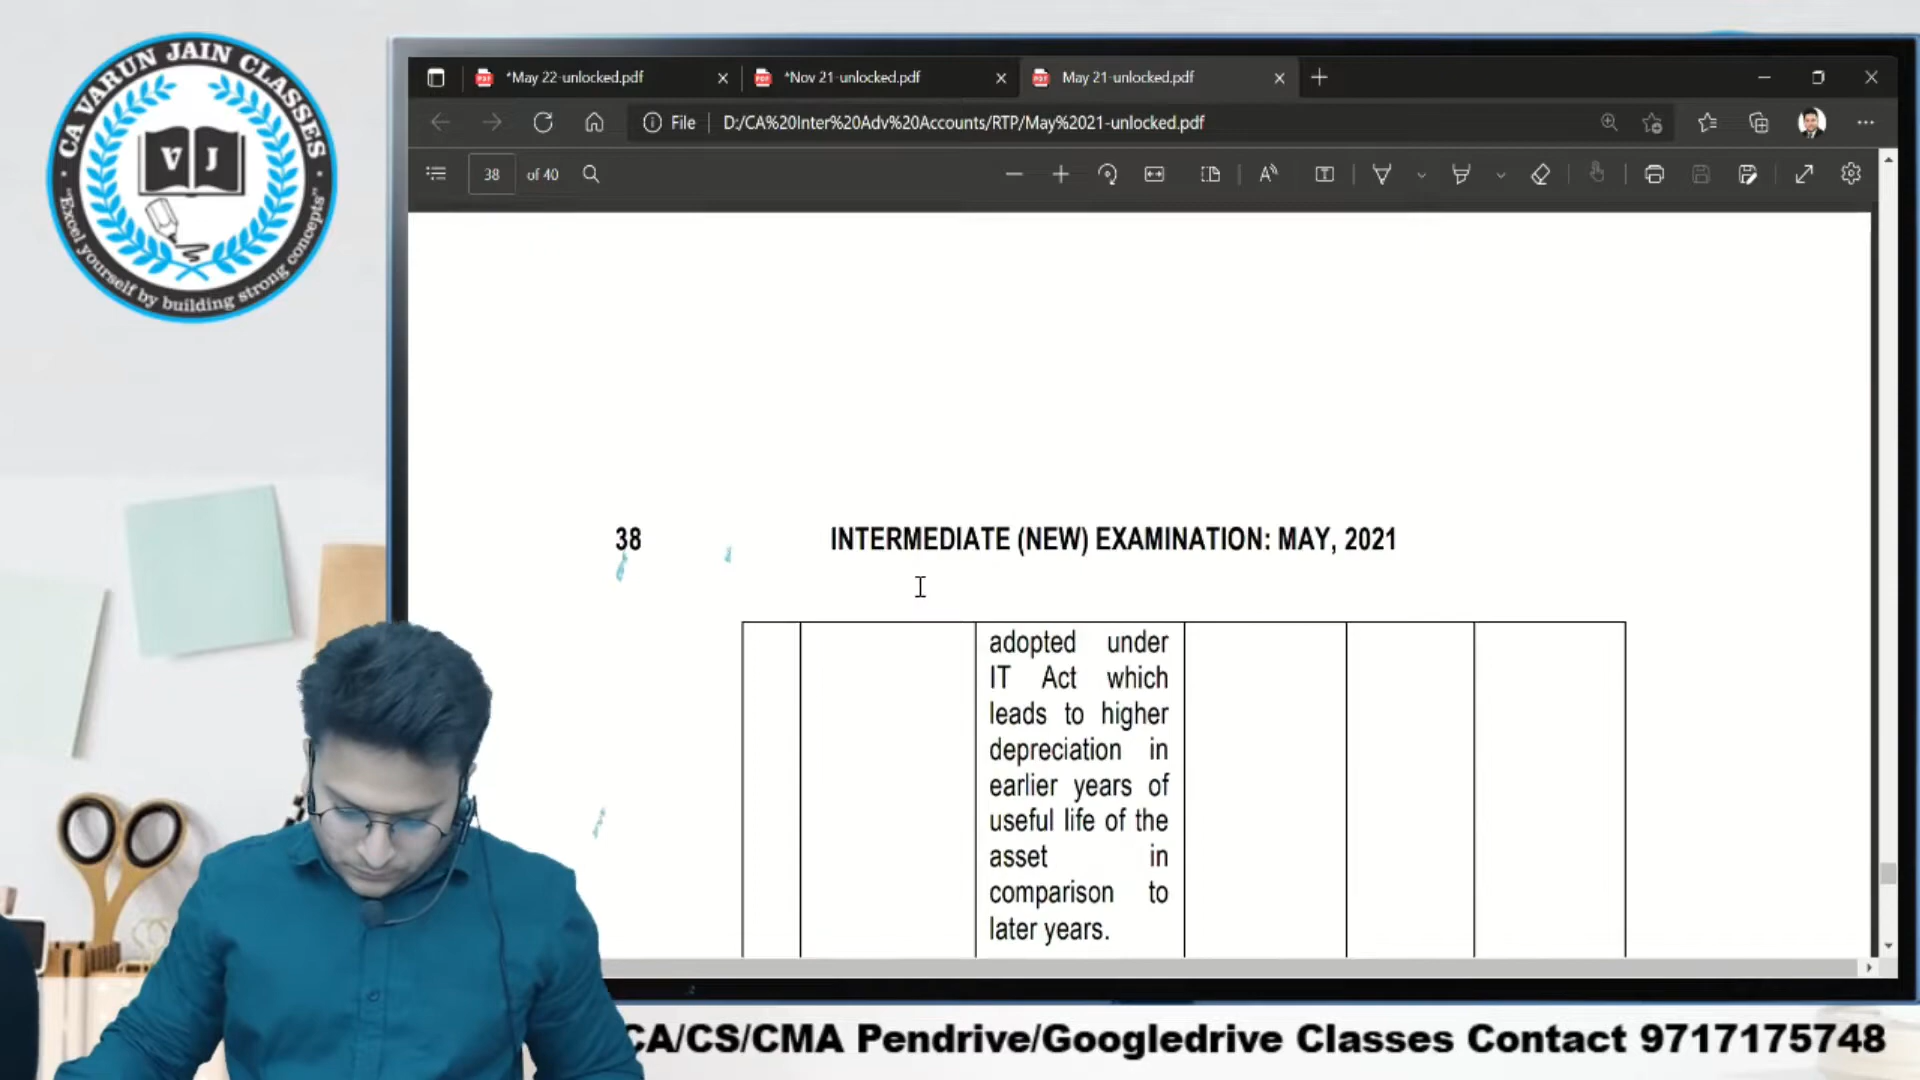 CA VARUN JAIN CLASSES
VJ
"Excel yourself by building strong concepts"
*May 22-unlocked.pdf
*Nov 21-unlocked.pdf
May 21-unlocked.pdf
File
D:/CA%20Inter%20Adv%20Accounts/RTP/May%2021-unlocked.pdf
38 of 40
38 INTERMEDIATE (NEW) EXAMINATION: MAY, 2021
adopted under
IT Act which
leads to higher
depreciation in
earlier years of
useful life of the
asset in
comparison to
later years.
CA/CS/CMA Pendrive/Googledrive Classes Contact 9717175748